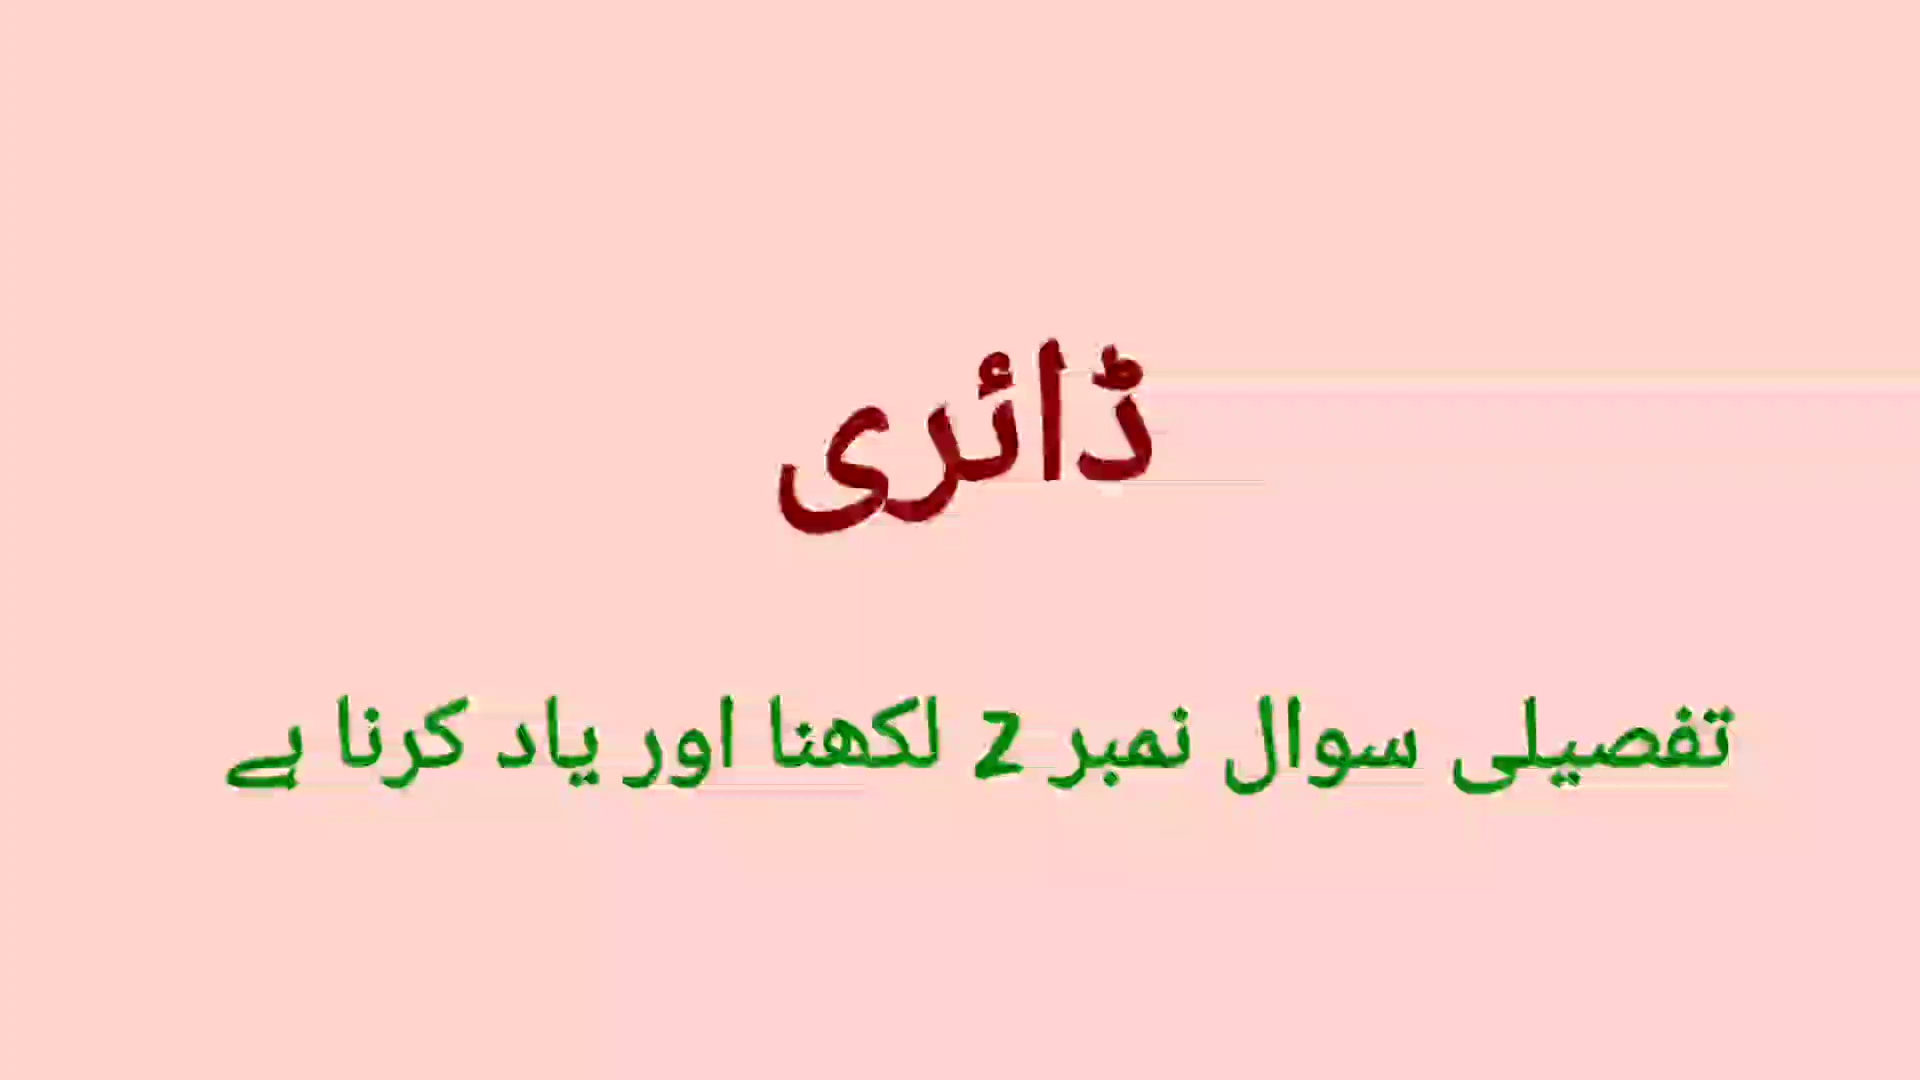 ڈائری
تفصیلی سوال نمبر 2 لکھنا اور یاد کرنا ہے